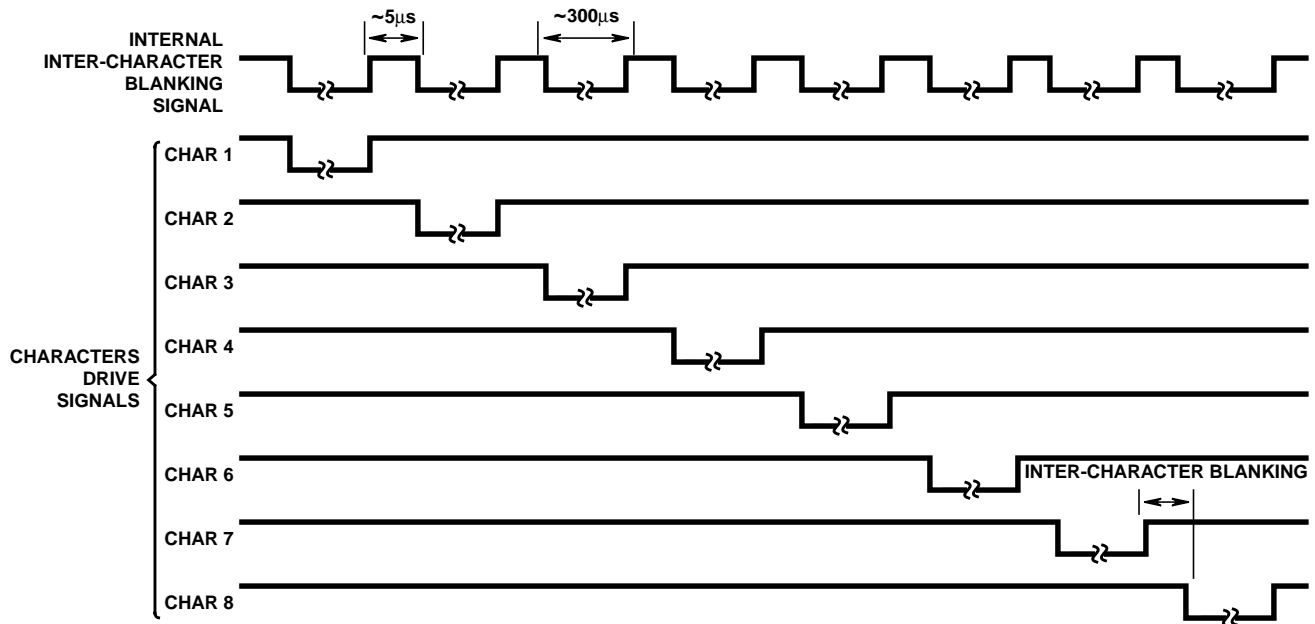 ~5μs
~300μs
INTERNAL
INTER-CHARACTER
BLANKING
SIGNAL
CHAR 1
CHAR 2
CHAR 3
CHAR 4
CHARACTERS
DRIVE
SIGNALS
CHAR 5
CHAR 6
INTER-CHARACTER BLANKING
CHAR 7
CHAR 8